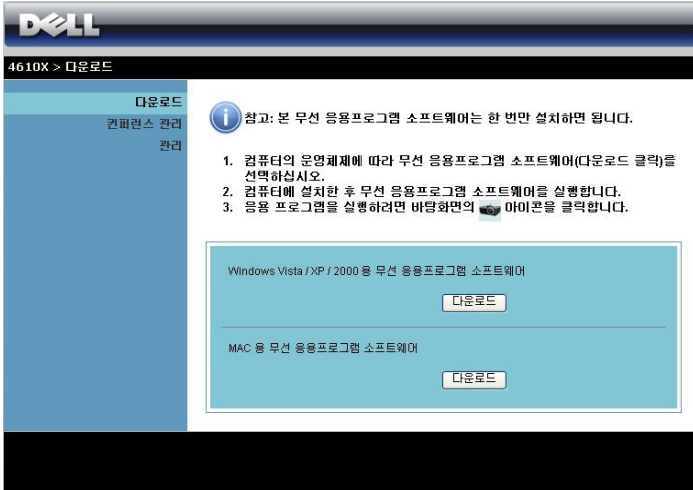 DELL
4610X > 다운로드
다운로드
컨퍼런스 관리
관리
참고: 본 무선 응용프로그램 소프트웨어는 한 번만 설치하면 됩니다.
1. 컴퓨터의 운영체제에 따라 무선 응용프로그램 소프트웨어(다운로드 클릭)를
선택하십시오.
2. 컴퓨터에 설치한 후 무선 응용프로그램 소프트웨어를 실행합니다.
3. 응용 프로그램을 실행하려면 바탕화면의 아이콘을 클릭합니다.
Windows Vista / XP / 2000 용 무선 응용프로그램 소프트웨어
다운로드
MAC 용 무선 응용프로그램 소프트웨어
다운로드